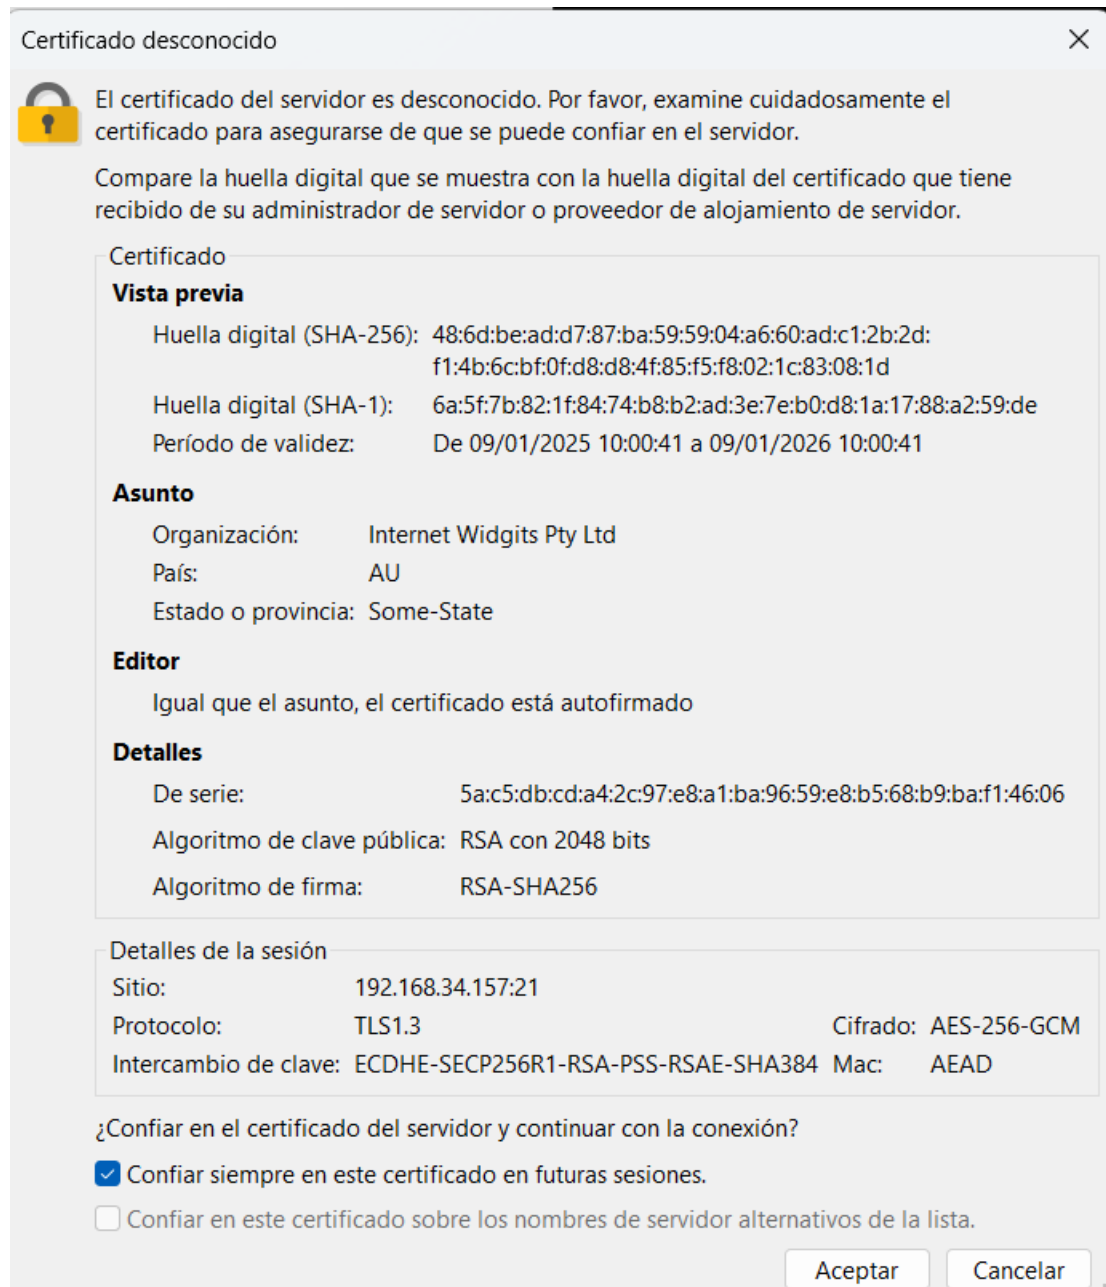 Certificado desconocido
El certificado del servidor es desconocido. Por favor, examine cuidadosamente el
certificado para asegurarse de que se puede confiar en el servidor.
Compare la huella digital que se muestra con la huella digital del certificado que tiene
recibido de su administrador de servidor o proveedor de alojamiento de servidor.
Certificado
Vista previa
Huella digital (SHA-256): 48:6d:be:ad:d7:87:ba:59:59:04:a6:60:ad:c1:2b:2d:
f1:4b:6c:bf:0f:d8:d8:4f:85:f5:f8:02:1c:83:08:1d
Huella digital (SHA-1): 6a:5f:7b:82:1f:84:74:b8:b2:ad:3e:7e:b0:d8:1a:17:88:a2:59:de
Período de validez: De 09/01/2025 10:00:41 a 09/01/2026 10:00:41
Asunto
Organización: Internet Widgits Pty Ltd
País: AU
Estado o provincia: Some-State
Editor
Igual que el asunto, el certificado está autofirmado
Detalles
De serie: 5a:c5:db:cd:a4:2c:97:e8:a1:ba:96:59:e8:b5:68:b9:ba:f1:46:06
Algoritmo de clave pública: RSA con 2048 bits
Algoritmo de firma: RSA-SHA256
Detalles de la sesión
Sitio: 192.168.34.157:21
Protocolo: TLS1.3 Cifrado: AES-256-GCM
Intercambio de clave: ECDHE-SECP256R1-RSA-PSS-RSAE-SHA384 Mac: AEAD
¿Confiar en el certificado del servidor y continuar con la conexión?
Confiar siempre en este certificado en futuras sesiones.
Confiar en este certificado sobre los nombres de servidor alternativos de la lista.
Aceptar Cancelar